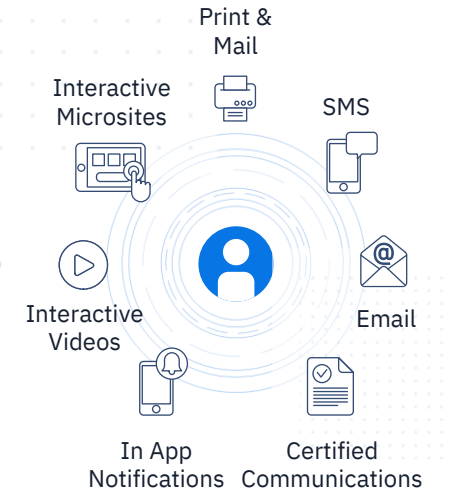 Print &
Mail
Interactive
Microsites
SMS
@
Email
Interactive
Videos
In App
Notifications
Certified
Communications